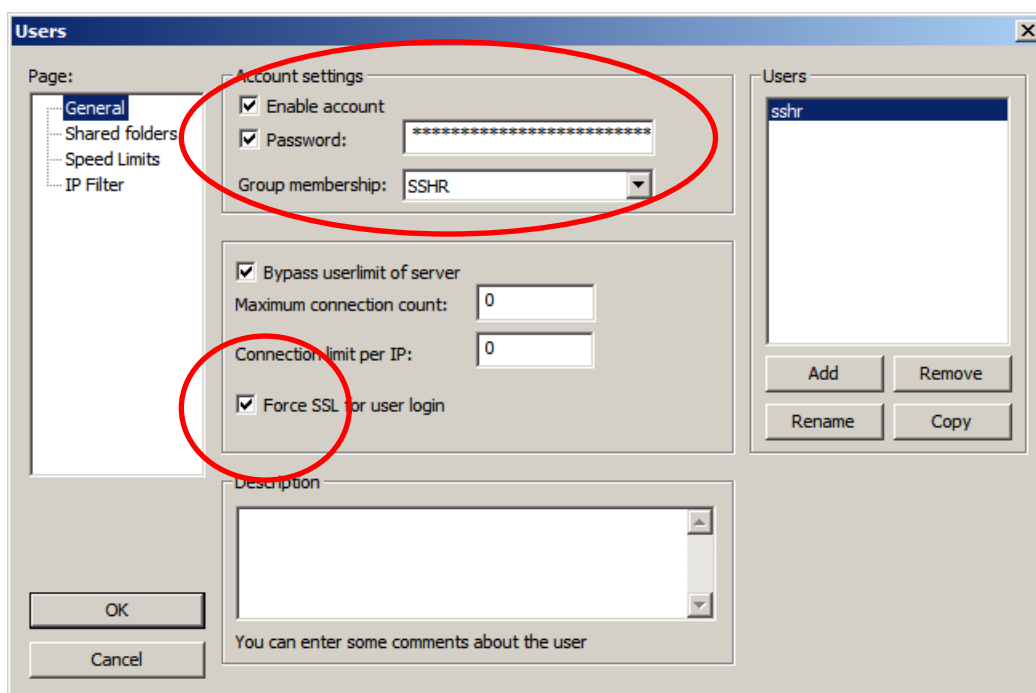 Users
Page:
General
Shared folders
Speed Limits
IP Filter
Account settings
Enable account
Password: *************************
Group membership: SSHR
Bypass userlimit of server
Maximum connection count: 0
Connection limit per IP: 0
Force SSL for user login
Description
You can enter some comments about the user
Users
sshr
Add Remove
Rename Copy
OK
Cancel